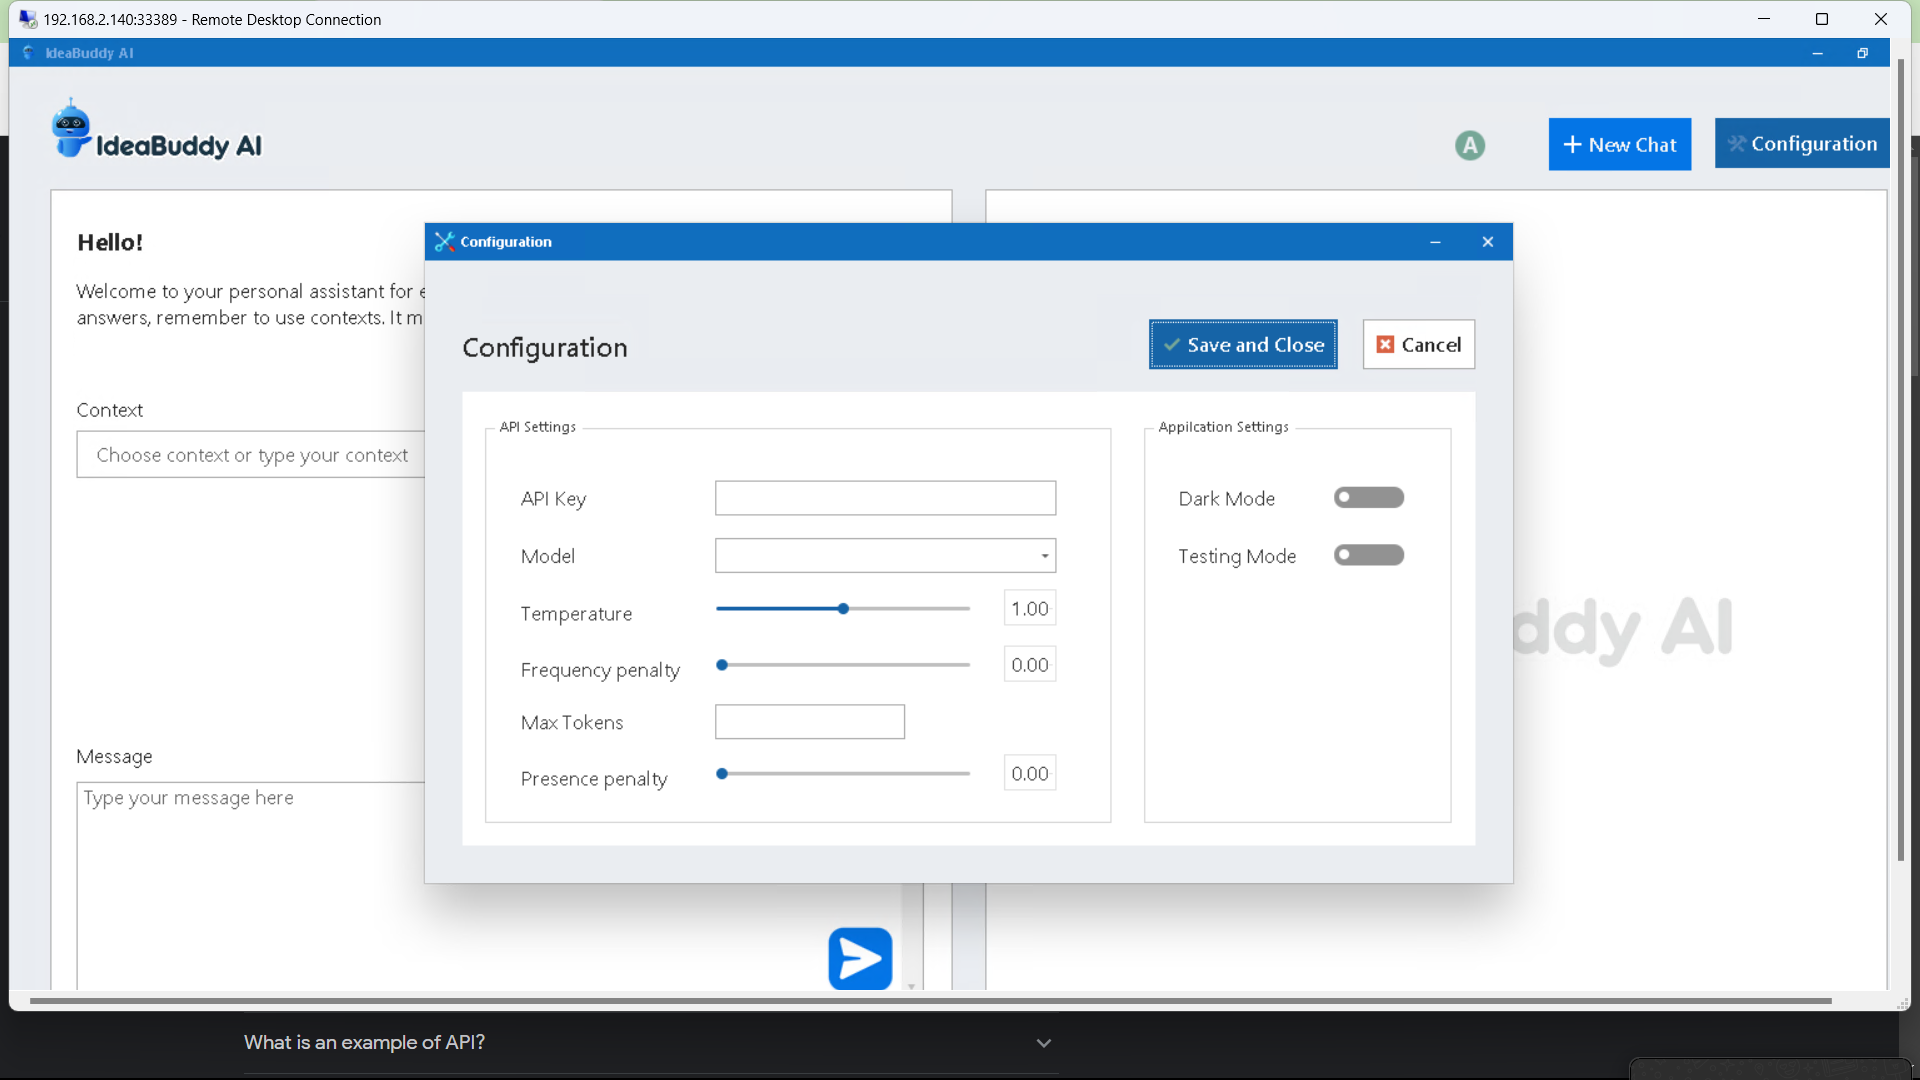 192.168.2.140:33389 - Remote Desktop Connection
IdeaBuddy AI
IdeaBuddy AI
A
New Chat
Configuration
Hello!
Welcome to your personal assistant for
answers, remember to use contexts. It
Context
Choose context or type your context
Message
Type your message here
Configuration
Configuration
Save and Close
Cancel
API Settings
API Key
Model
Temperature
1.00
Frequency penalty
0.00
Max Tokens
Presence penalty
0.00
Appilcation Settings
Dark Mode
Testing Mode
ddy AI
What is an example of API?